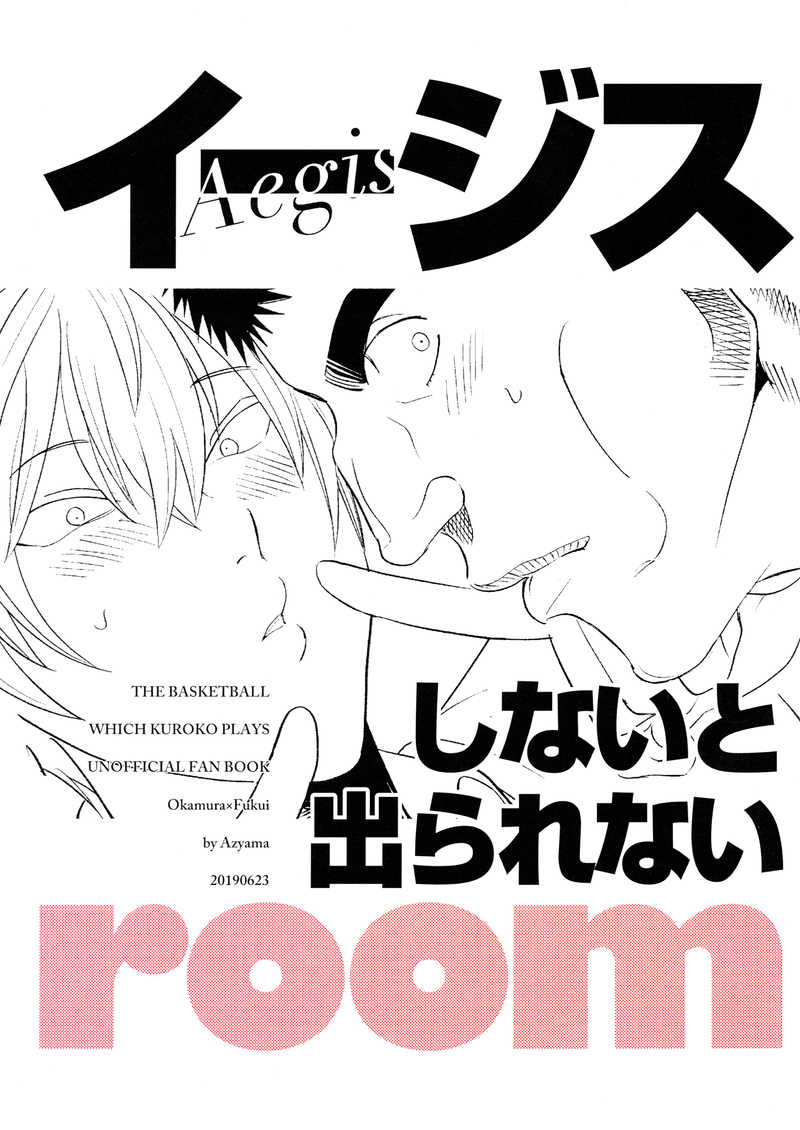 イージス
Aegis
THE BASKETBALL
WHICH KUROKO PLAYS
UNOFFICIAL FAN BOOK
Okamura×Fukui
by Azyama
20190623
しないと
出られない
room